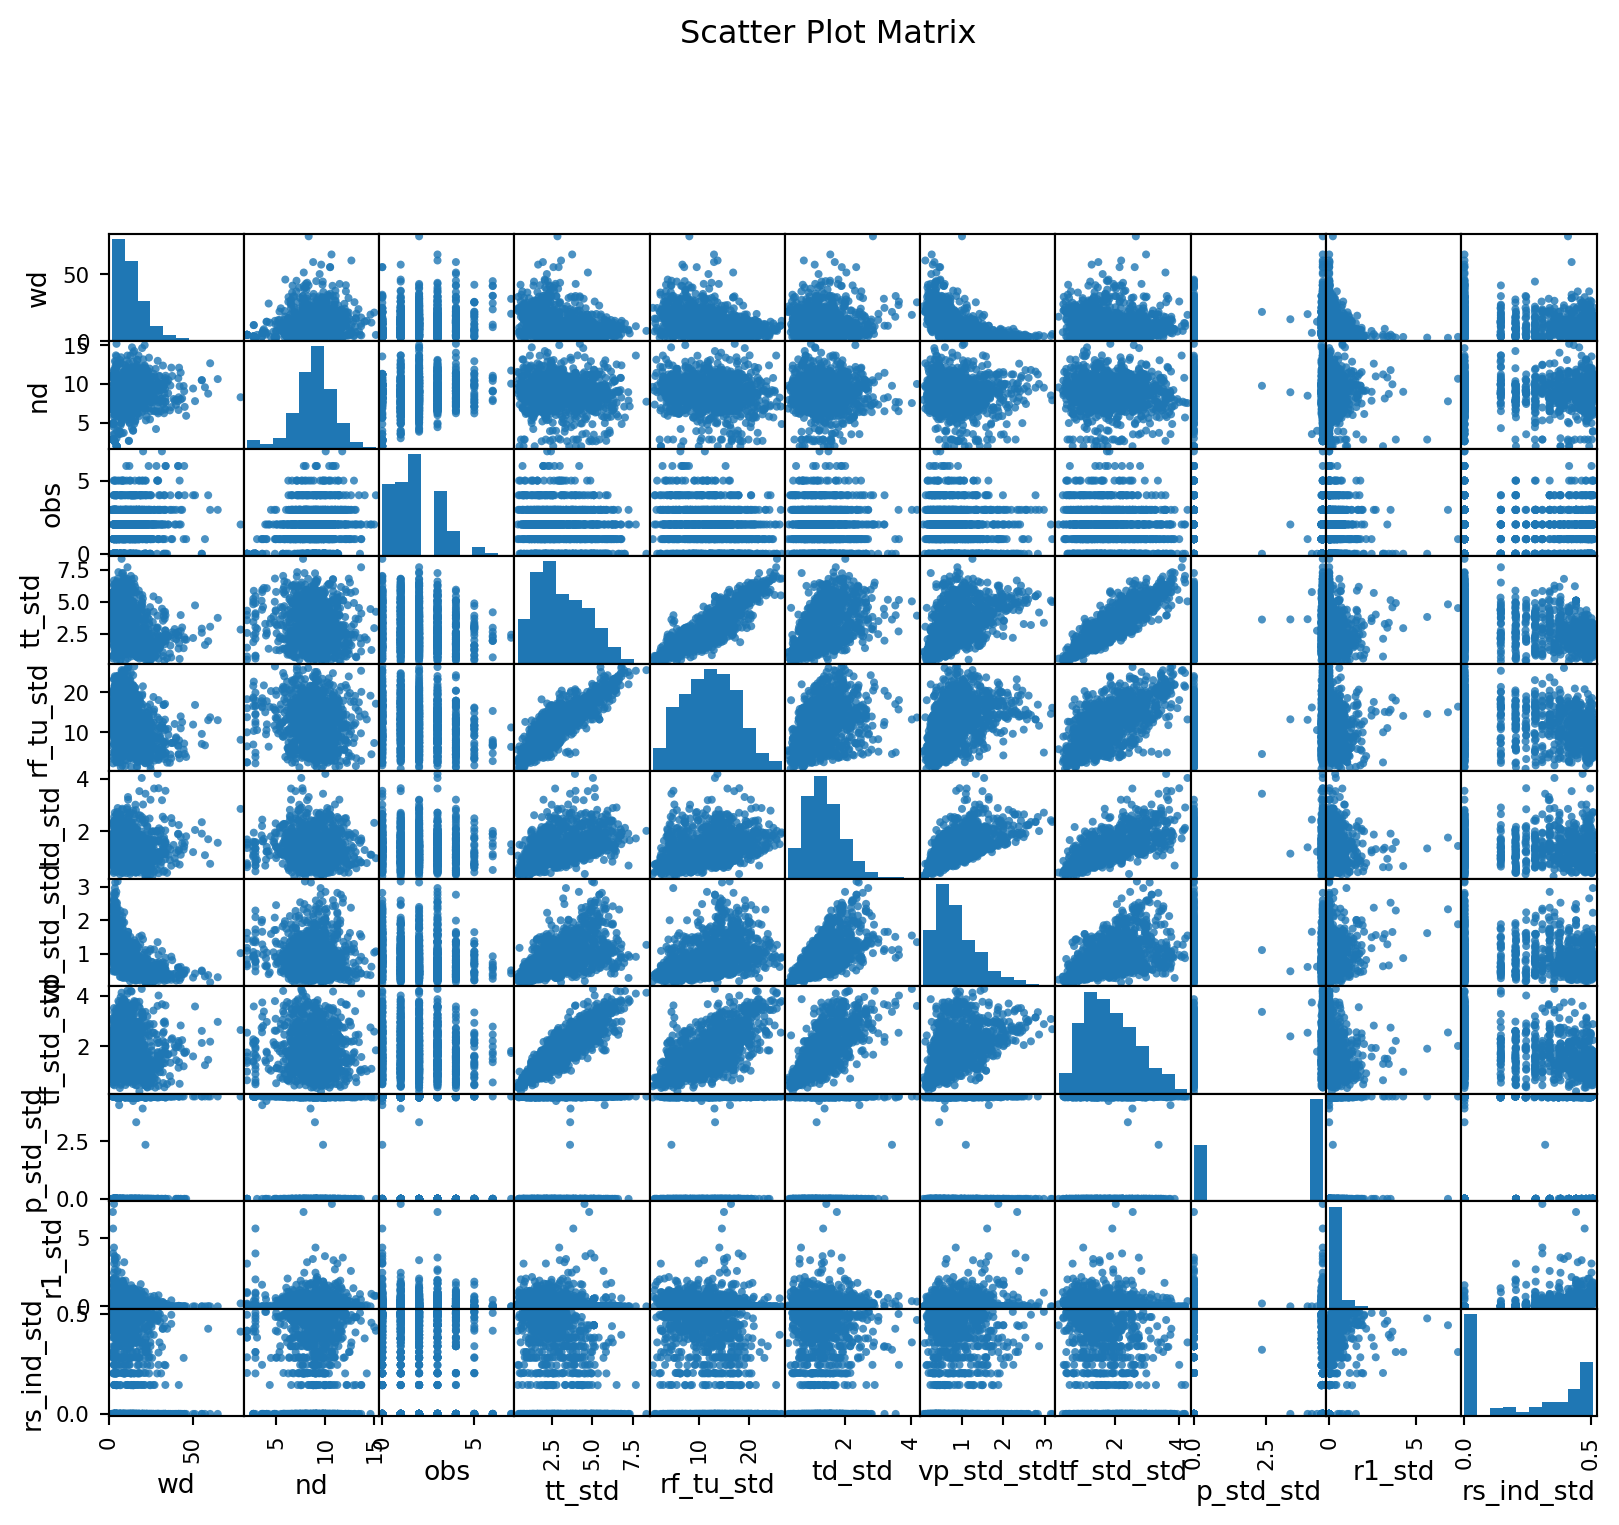 Scatter Plot Matrix
wd
50
0
nd
15
10
5
obs
5
0
tt_std
7.5
5.0
2.5
rf_tu_std
20
10
td_std
4
2
vp_std_std
3
2
1
tf_std_std
4
2
p_std_std
2.5
0.0
r1_std
5
0
rs_ind_std
0.5
0.0
0 50
5 10 15
0 5
2.5 5.0 7.5
10 20
2 4
1 2 3
2 4
0.0 2.5
0 5
0.0 0.5
wd nd obs tt_std rf_tu_std td_std vp_std_std tf_std_std p_std_std r1_std rs_ind_std